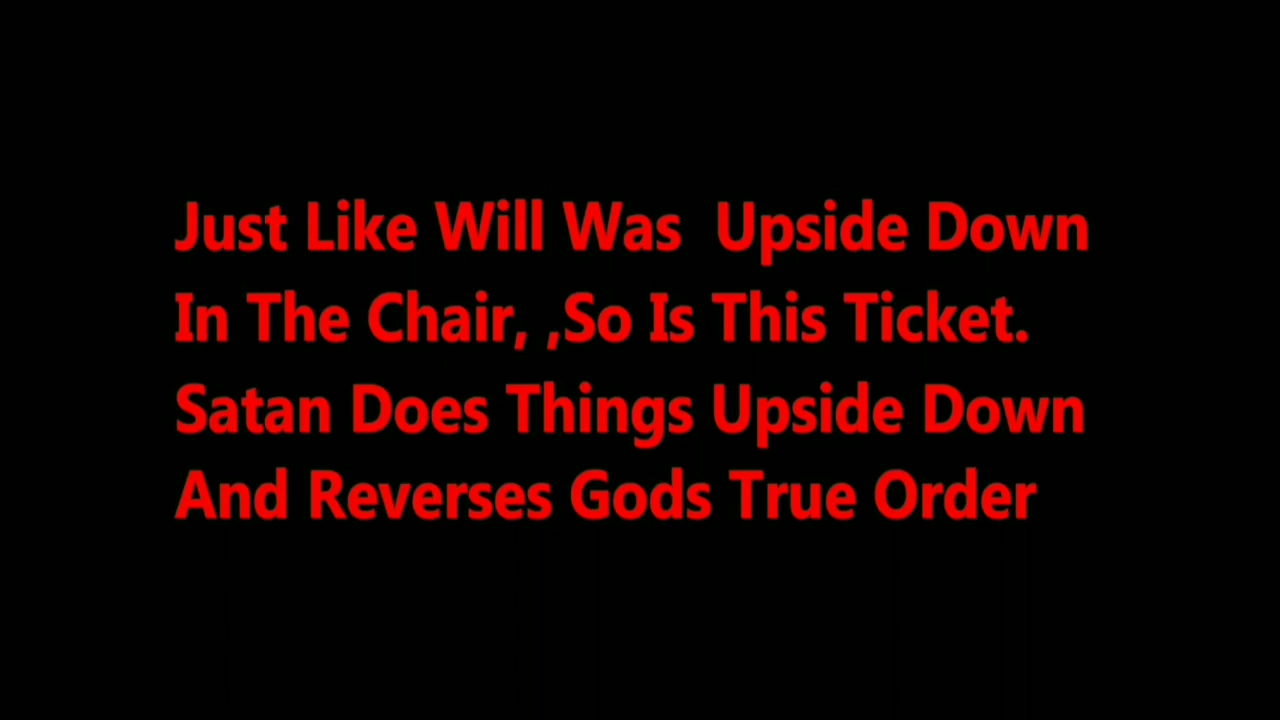 Just Like Will Was  Upside Down
In The Chair, ,So Is This Ticket.
Satan Does Things Upside Down
And Reverses Gods True Order